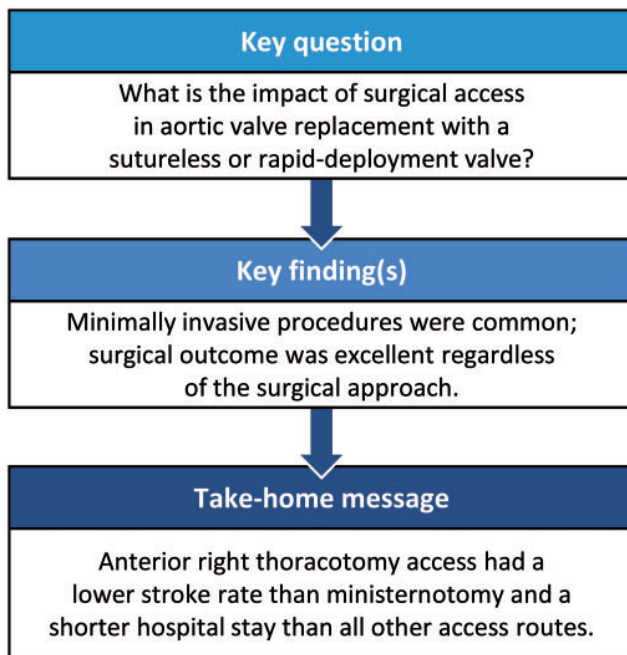 Key question
What is the impact of surgical access
in aortic valve replacement with a
sutureless or rapid-deployment valve?
Key finding(s)
Minimally invasive procedures were common;
surgical outcome was excellent regardless
of the surgical approach.
Take-home message
Anterior right thoracotomy access had a
lower stroke rate than ministernotomy and a
shorter hospital stay than all other access routes.